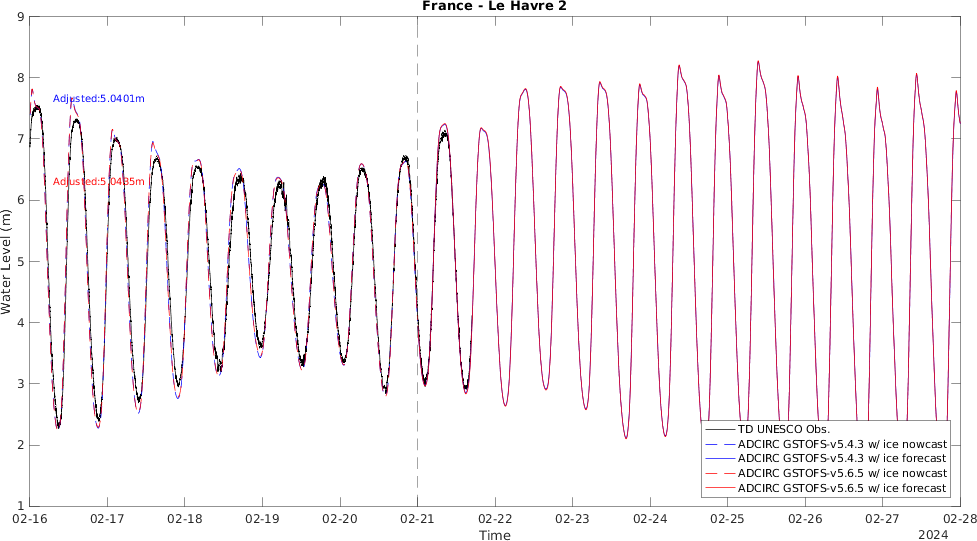 France - Le Havre 2
9
8
7
6
5
4
3
2
1
Water Level (m)
Adjusted:5.0401m
Adjusted:5.0435m
TD UNESCO Obs.
ADCIRC GSTOFS-v5.4.3 w/ ice nowcast
ADCIRC GSTOFS-v5.4.3 w/ ice forecast
ADCIRC GSTOFS-v5.6.5 w/ ice nowcast
ADCIRC GSTOFS-v5.6.5 w/ ice forecast
02-16 02-17 02-18 02-19 02-20 02-21 02-22 02-23 02-24 02-25 02-26 02-27 02-28
Time
2024